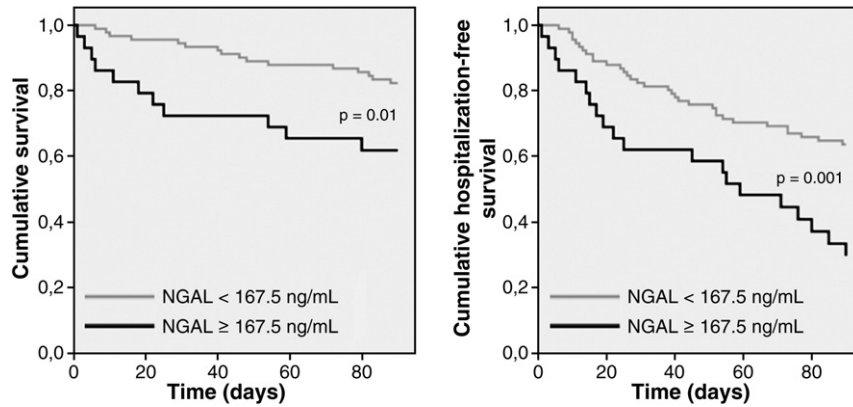 Cumulative survival
1,0
0,8
0,6
0,4
0,2
0,0
p = 0.01
NGAL < 167.5 ng/mL
NGAL ≥ 167.5 ng/mL
0 20 40 60 80
Time (days)
Cumulative hospitalization-free
survival
1,0
0,8
0,6
0,4
0,2
0,0
p = 0.001
NGAL < 167.5 ng/mL
NGAL ≥ 167.5 ng/mL
0 20 40 60 80
Time (days)